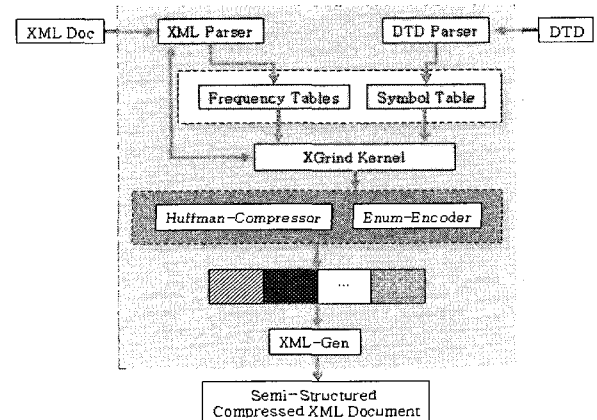 XML Doc
XML Parser
DTD Parser
DTD
Frequency Tables
Symbol Table
XGrind Kernel
Huffman-Compressor
Enum-Encoder
...
XML-Gen
Semi-Structured
Compressed XML Document